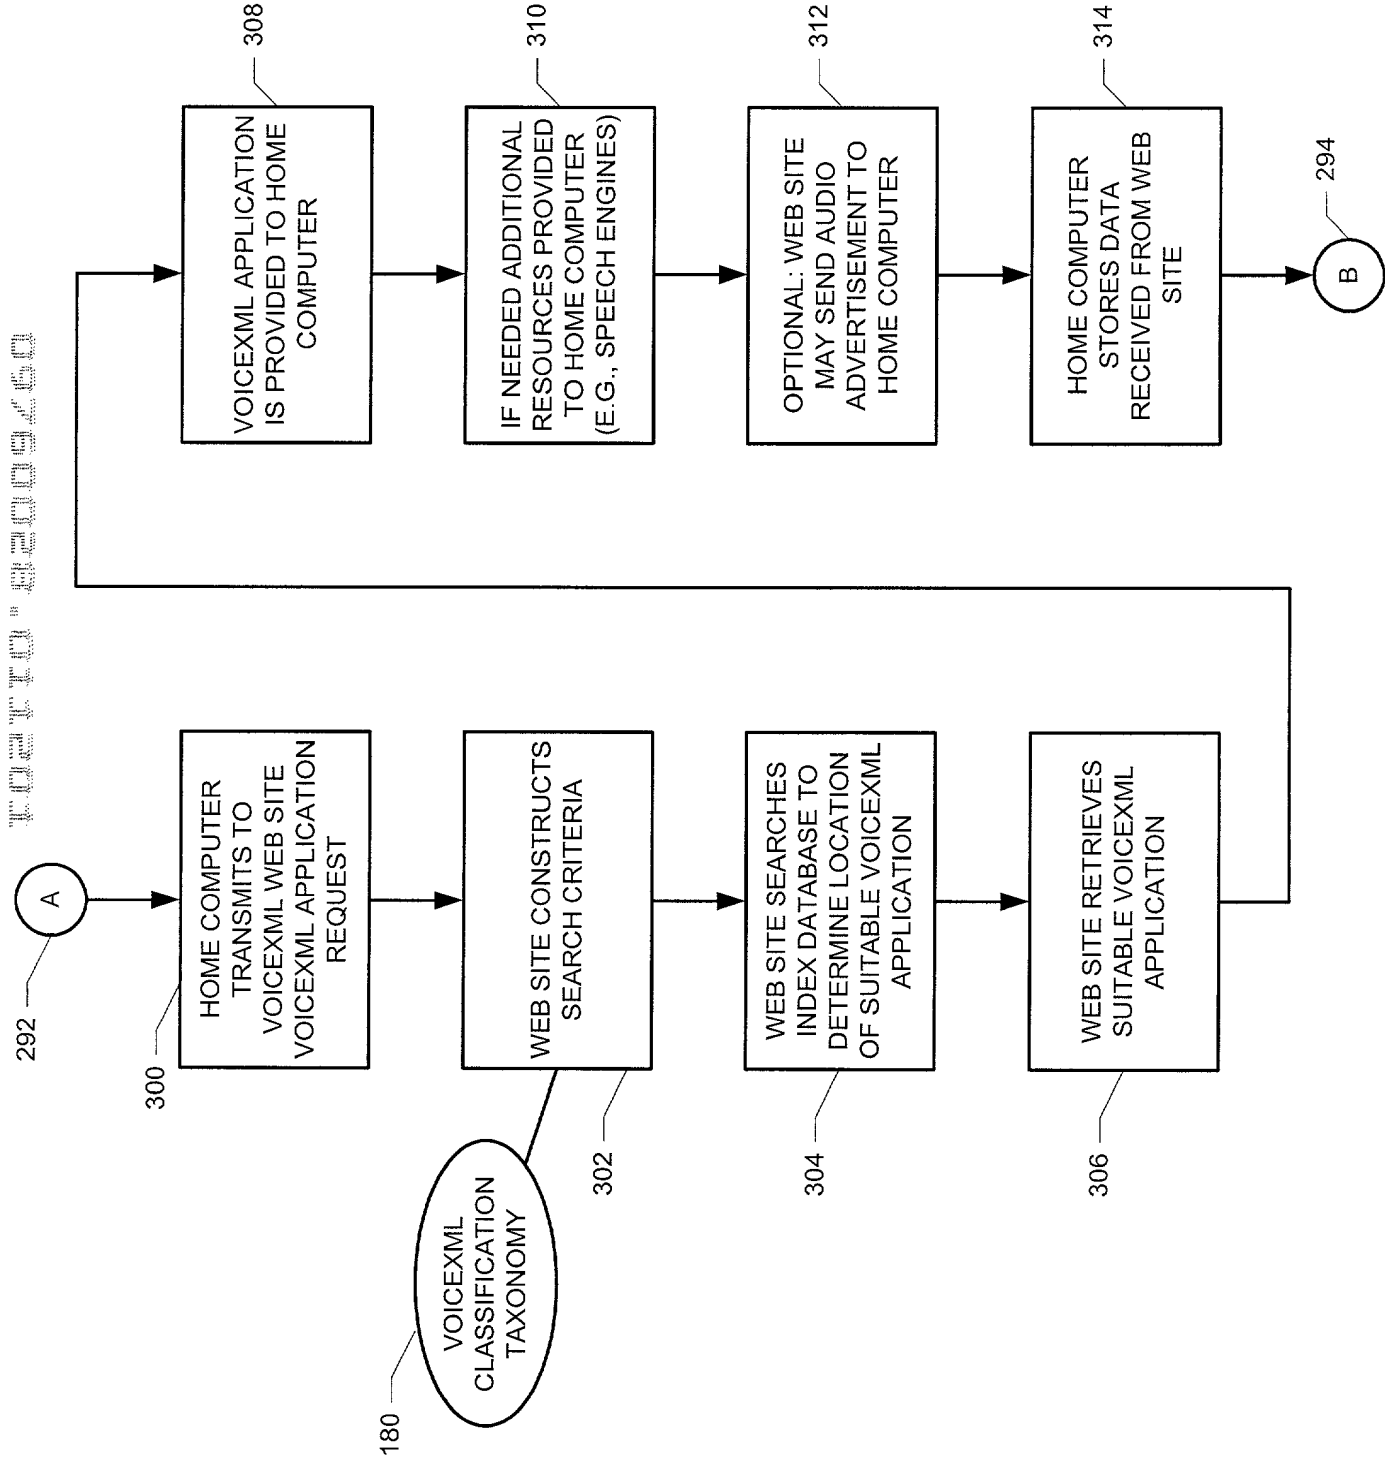 A
292
300
HOME COMPUTER
TRANSMITS TO
VOICEXML WEB SITE
VOICEXML APPLICATION
REQUEST
180
VOICEXML
CLASSIFICATION
TAXONOMY
302
WEB SITE CONSTRUCTS
SEARCH CRITERIA
304
WEB SITE SEARCHES
INDEX DATABASE TO
DETERMINE LOCATION
OF SUITABLE VOICEXML
APPLICATION
306
WEB SITE RETRIEVES
SUITABLE VOICEXML
APPLICATION
308
VOICEXML APPLICATION
IS PROVIDED TO HOME
COMPUTER
310
IF NEEDED ADDITIONAL
RESOURCES PROVIDED
TO HOME COMPUTER
(E.G., SPEECH ENGINES)
312
OPTIONAL: WEB SITE
MAY SEND AUDIO
ADVERTISEMENT TO
HOME COMPUTER
314
HOME COMPUTER
STORES DATA
RECEIVED FROM WEB
SITE
B
294